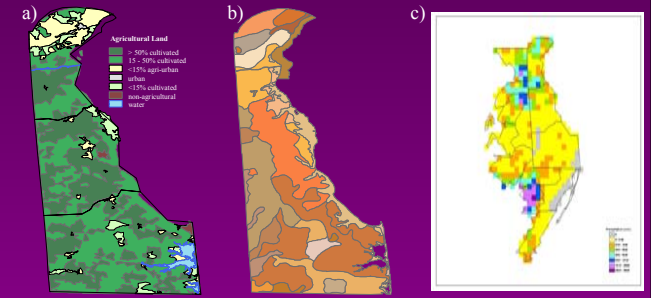 a)
b)
c)
Agricultural Land
> 50% cultivated
15 - 50% cultivated
<15% agri-urban
urban
<15% cultivated
non-agricultural
water